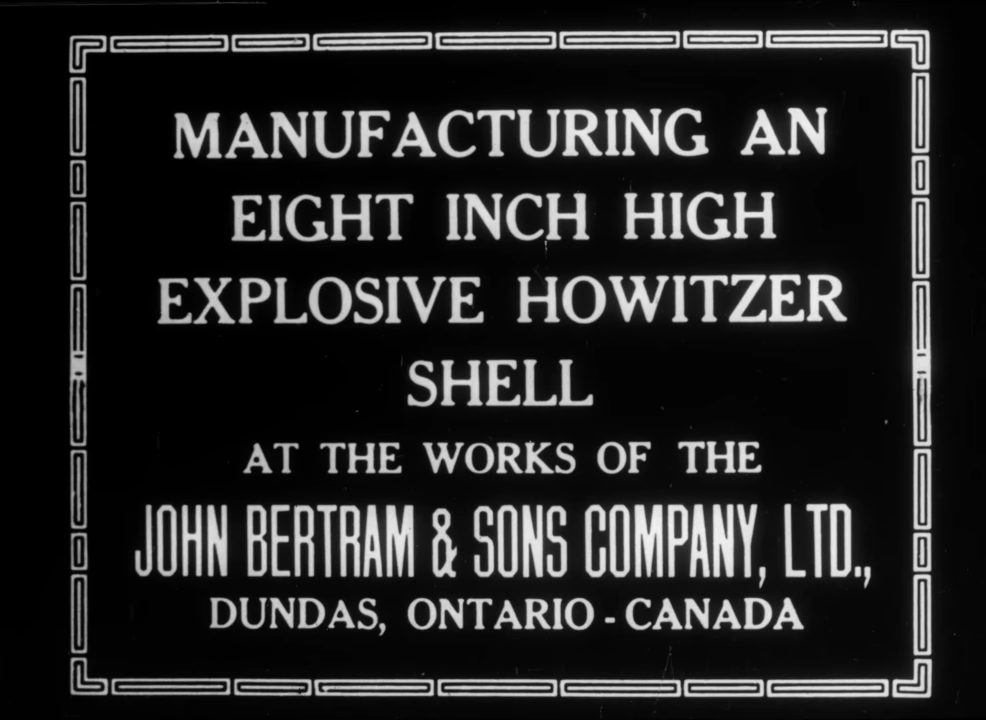 MANUFACTURING AN
EIGHT INCH HIGH
EXPLOSIVE HOWITZER
SHELL
AT THE WORKS OF THE
JOHN BERTRAM & SONS COMPANY, LTD.,
DUNDAS, ONTARIO - CANADA